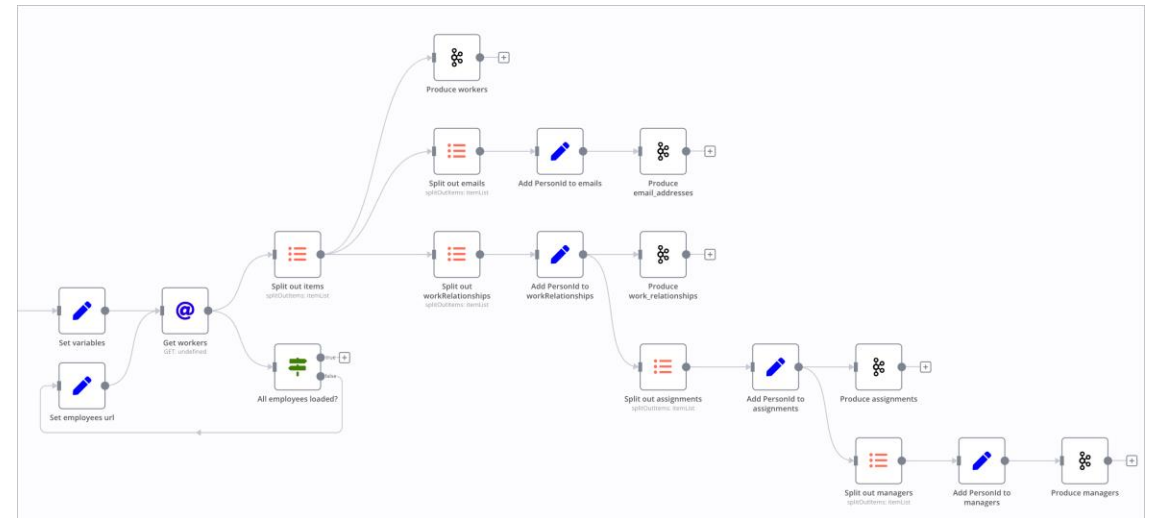 Produce workers
Split out emails
splitOutItems: itemList
Add PersonId to emails
Produce
email_addresses
Split out items
splitOutItems: itemList
Split out
workRelationships
splitOutItems: itemList
Add PersonId to
workRelationships
Produce
work_relationships
Set variables
@
Get workers
GET: undefined
Set employees url
true
false
All employees loaded?
Split out assignments
splitOutItems: itemList
Add PersonId to
assignments
Produce assignments
Split out managers
splitOutItems: itemList
Add PersonId to
managers
Produce managers